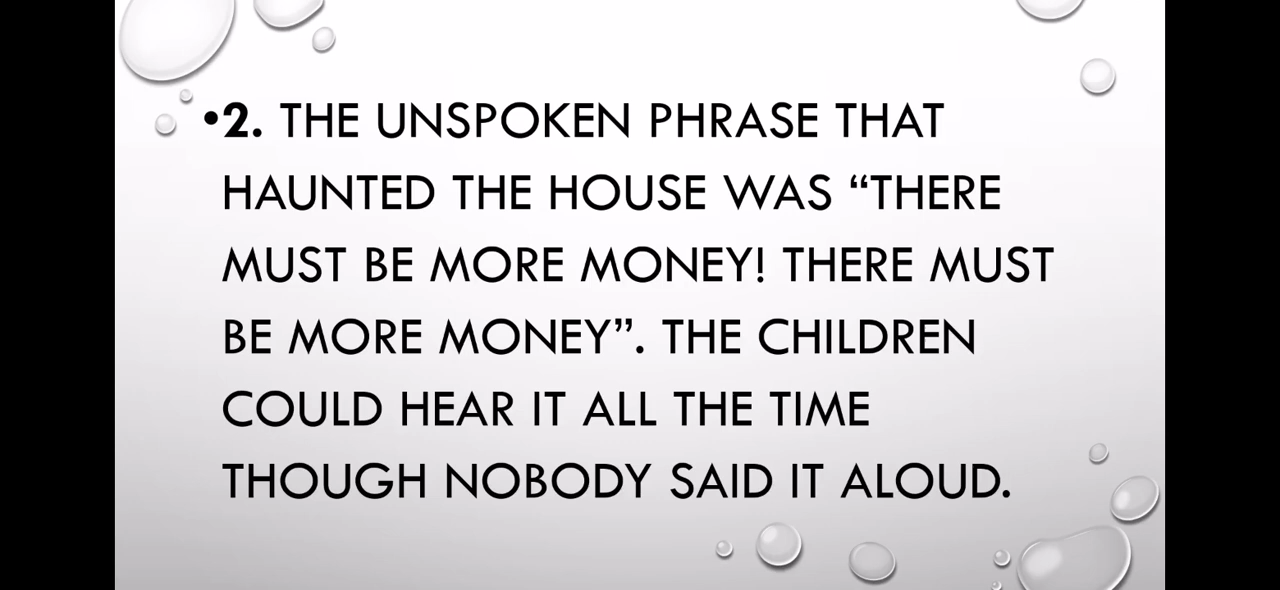 •2. THE UNSPOKEN PHRASE THAT
HAUNTED THE HOUSE WAS “THERE
MUST BE MORE MONEY! THERE MUST
BE MORE MONEY”. THE CHILDREN
COULD HEAR IT ALL THE TIME
THOUGH NOBODY SAID IT ALOUD.